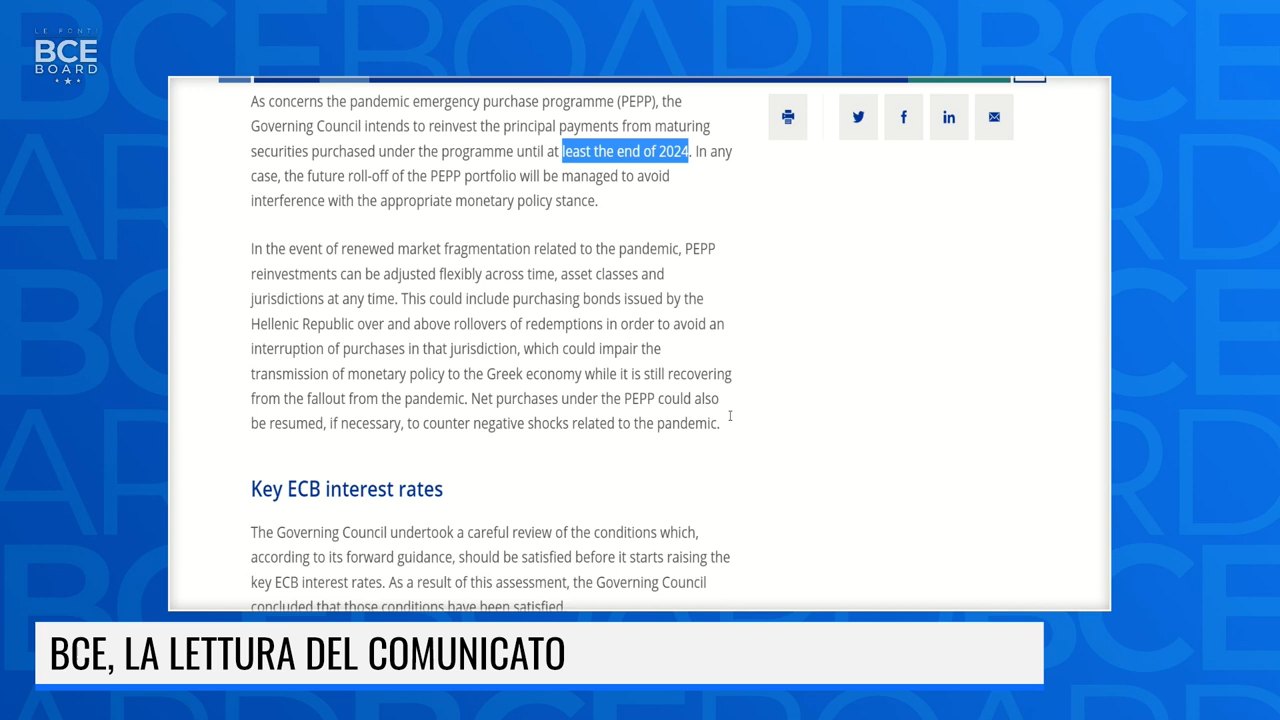 LE FONTI
BCE
BOARD
As concerns the pandemic emergency purchase programme (PEPP), the
Governing Council intends to reinvest the principal payments from maturing
securities purchased under the programme until at least the end of 2024. In any
case, the future roll-off of the PEPP portfolio will be managed to avoid
interference with the appropriate monetary policy stance.
In the event of renewed market fragmentation related to the pandemic, PEPP
reinvestments can be adjusted flexibly across time, asset classes and
jurisdictions at any time. This could include purchasing bonds issued by the
Hellenic Republic over and above rollovers of redemptions in order to avoid an
interruption of purchases in that jurisdiction, which could impair the
transmission of monetary policy to the Greek economy while it is still recovering
from the fallout from the pandemic. Net purchases under the PEPP could also
be resumed, if necessary, to counter negative shocks related to the pandemic.
Key ECB interest rates
The Governing Council undertook a careful review of the conditions which,
according to its forward guidance, should be satisfied before it starts raising the
key ECB interest rates. As a result of this assessment, the Governing Council
concluded that those conditions have been satisfied.
BCE, LA LETTURA DEL COMUNICATO